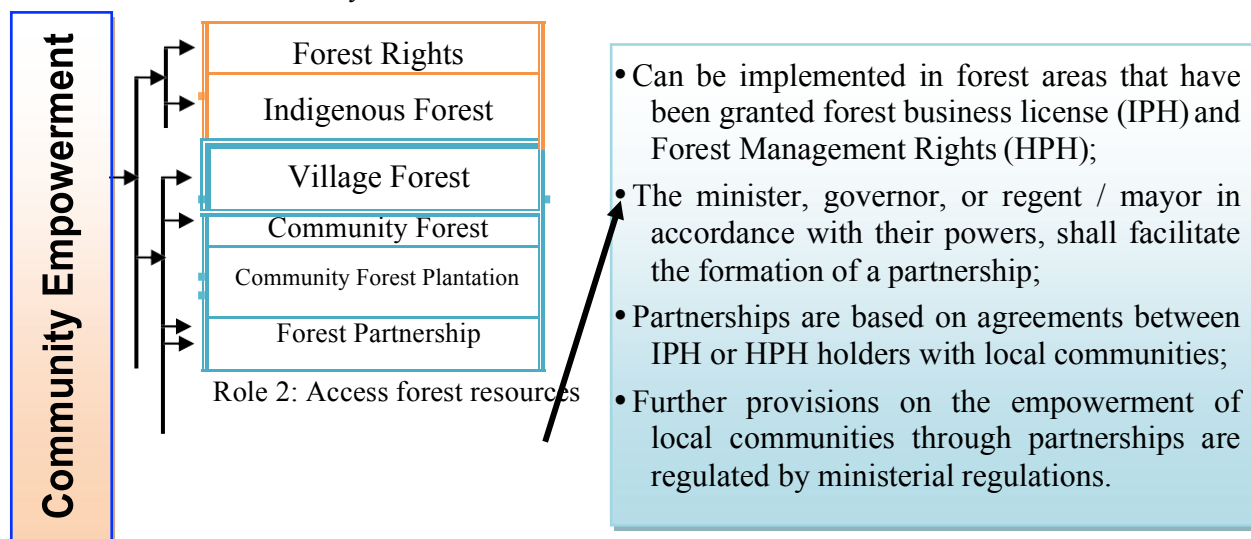 Community Empowerment
Forest Rights
Indigenous Forest
Village Forest
Community Forest
Community Forest Plantation
Forest Partnership
Role 2: Access forest resources
• Can be implemented in forest areas that have
been granted forest business license (IPH) and
Forest Management Rights (HPH);
• The minister, governor, or regent / mayor in
accordance with their powers, shall facilitate
the formation of a partnership;
• Partnerships are based on agreements between
IPH or HPH holders with local communities;
• Further provisions on the empowerment of
local communities through partnerships are
regulated by ministerial regulations.